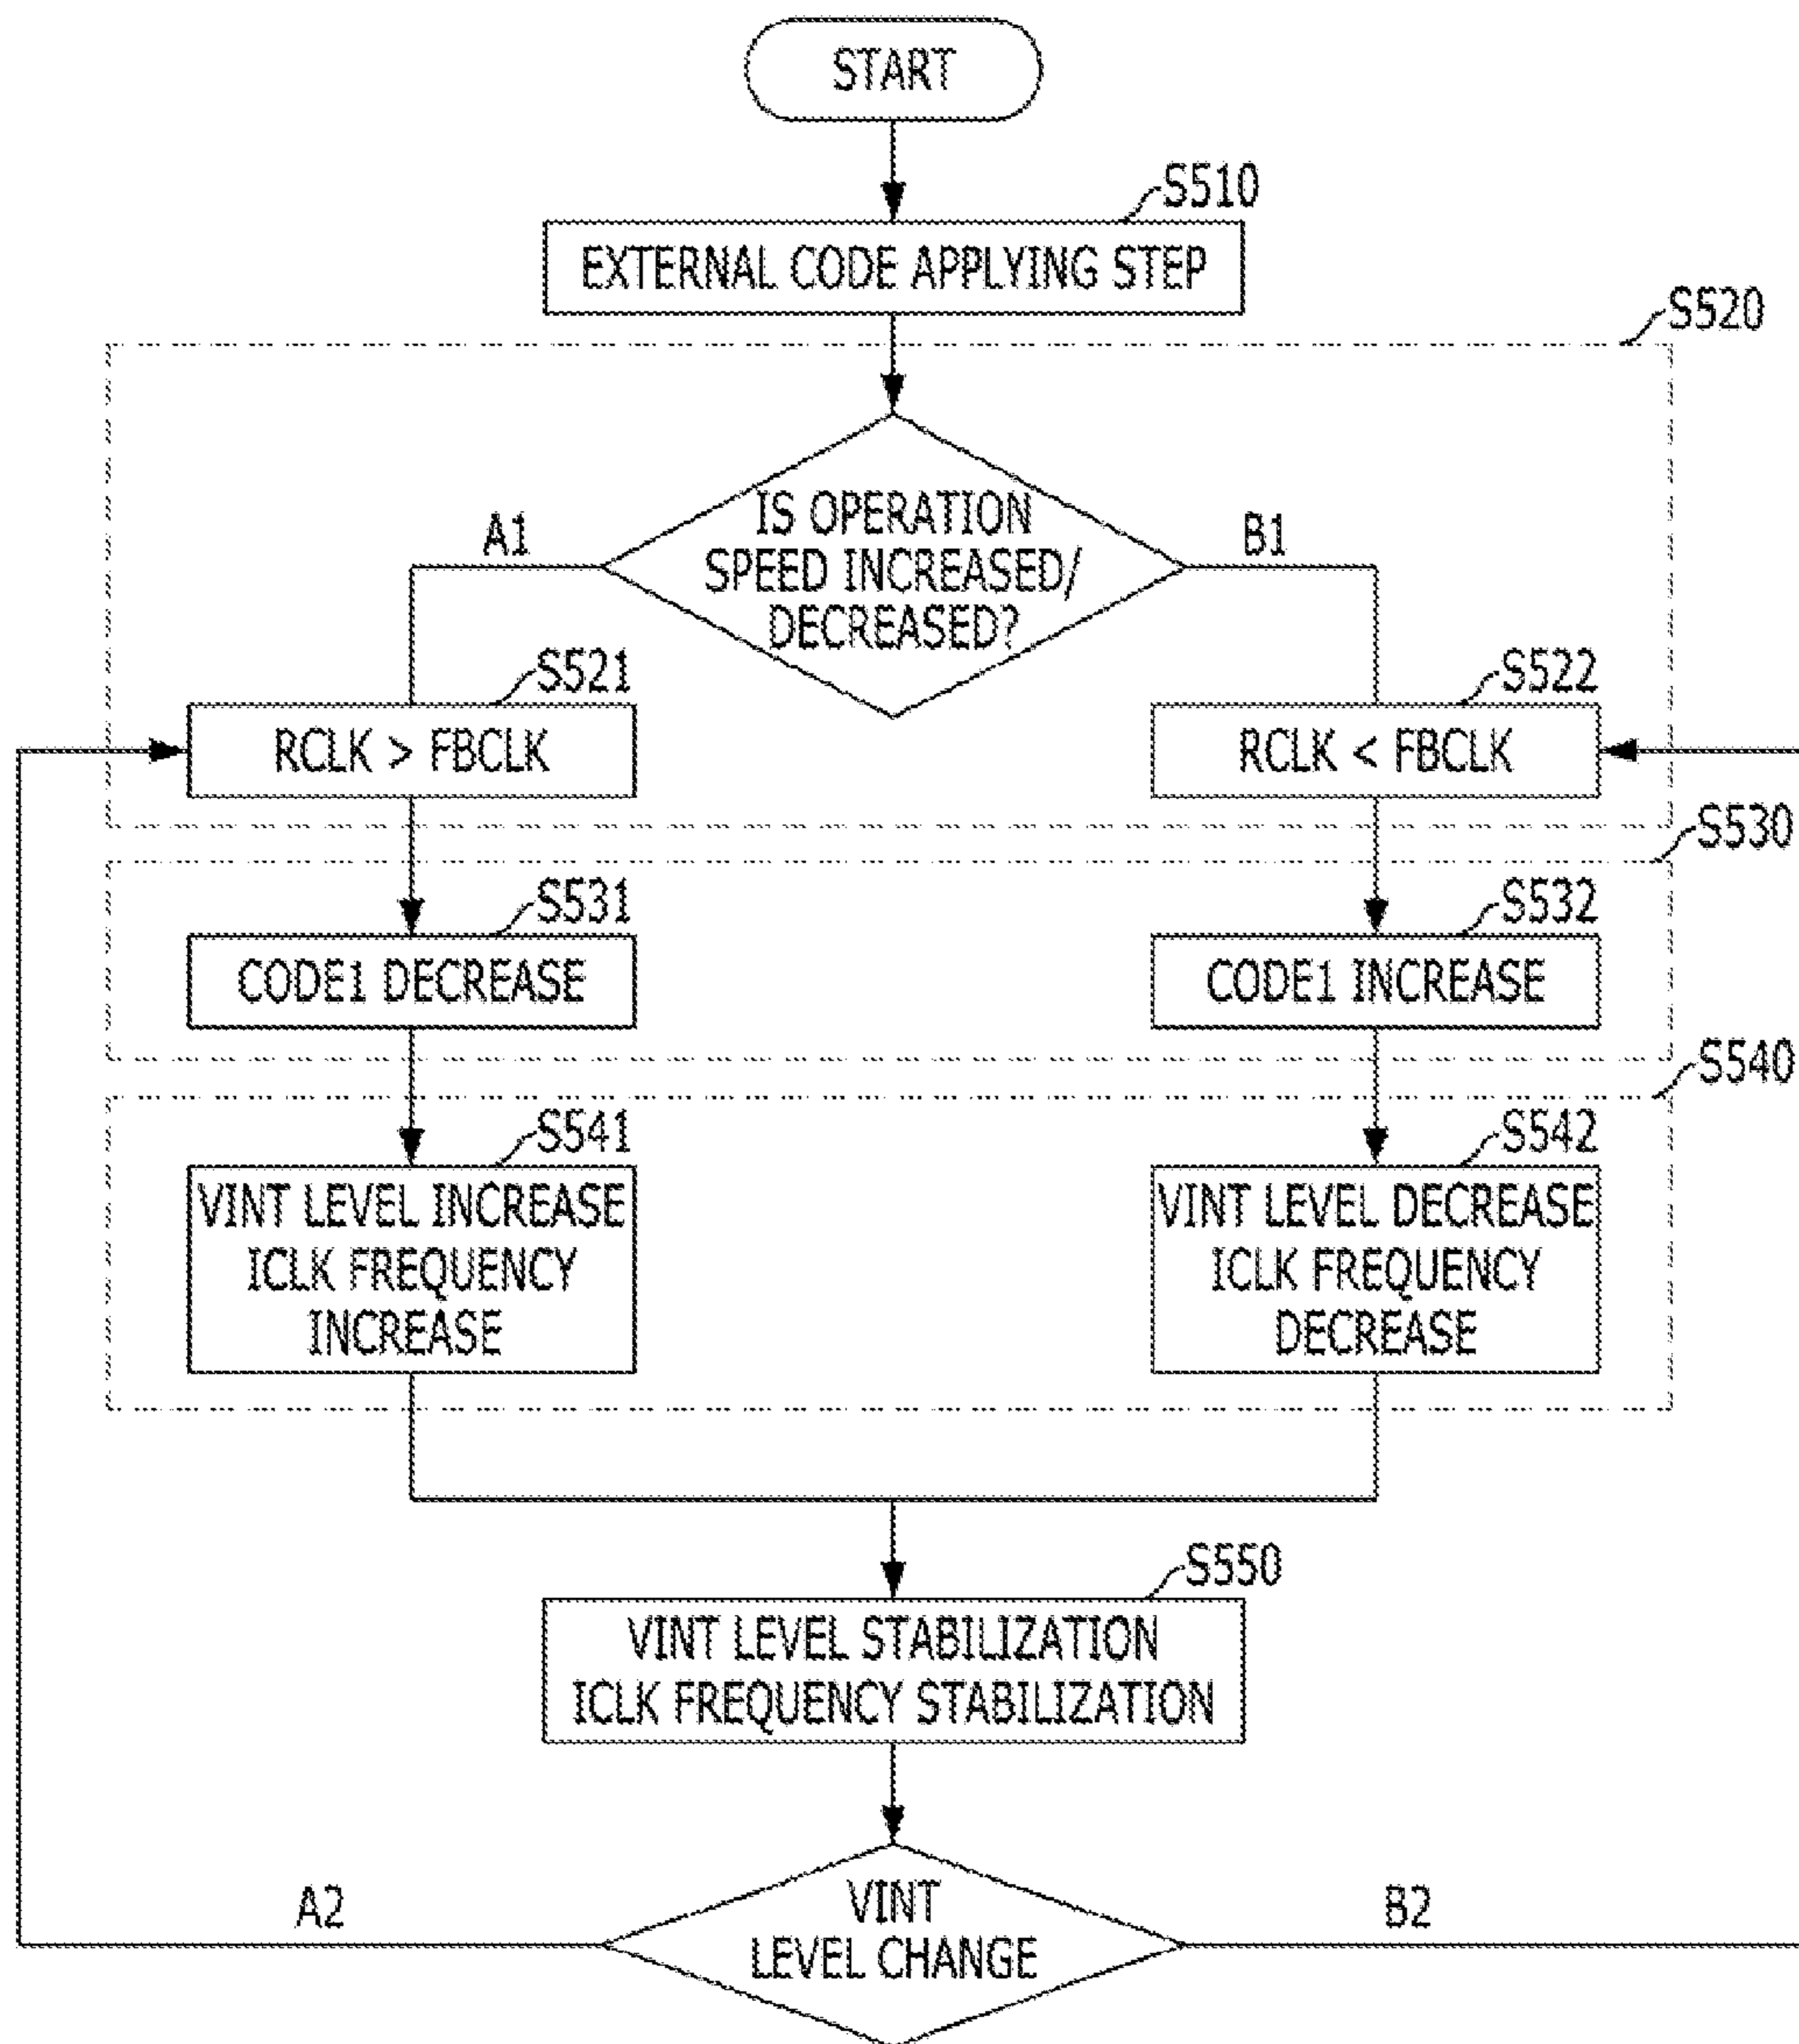 START
S510
EXTERNAL CODE APPLYING STEP
S520
IS OPERATION
SPEED INCREASED/
DECREASED?
A1
B1
S521
RCLK > FBCLK
S522
RCLK < FBCLK
S530
S531
CODE1 DECREASE
S532
CODE1 INCREASE
S540
S541
VINT LEVEL INCREASE
ICLK FREQUENCY
INCREASE
S542
VINT LEVEL DECREASE
ICLK FREQUENCY
DECREASE
S550
VINT LEVEL STABILIZATION
ICLK FREQUENCY STABILIZATION
A2
VINT
LEVEL CHANGE
B2